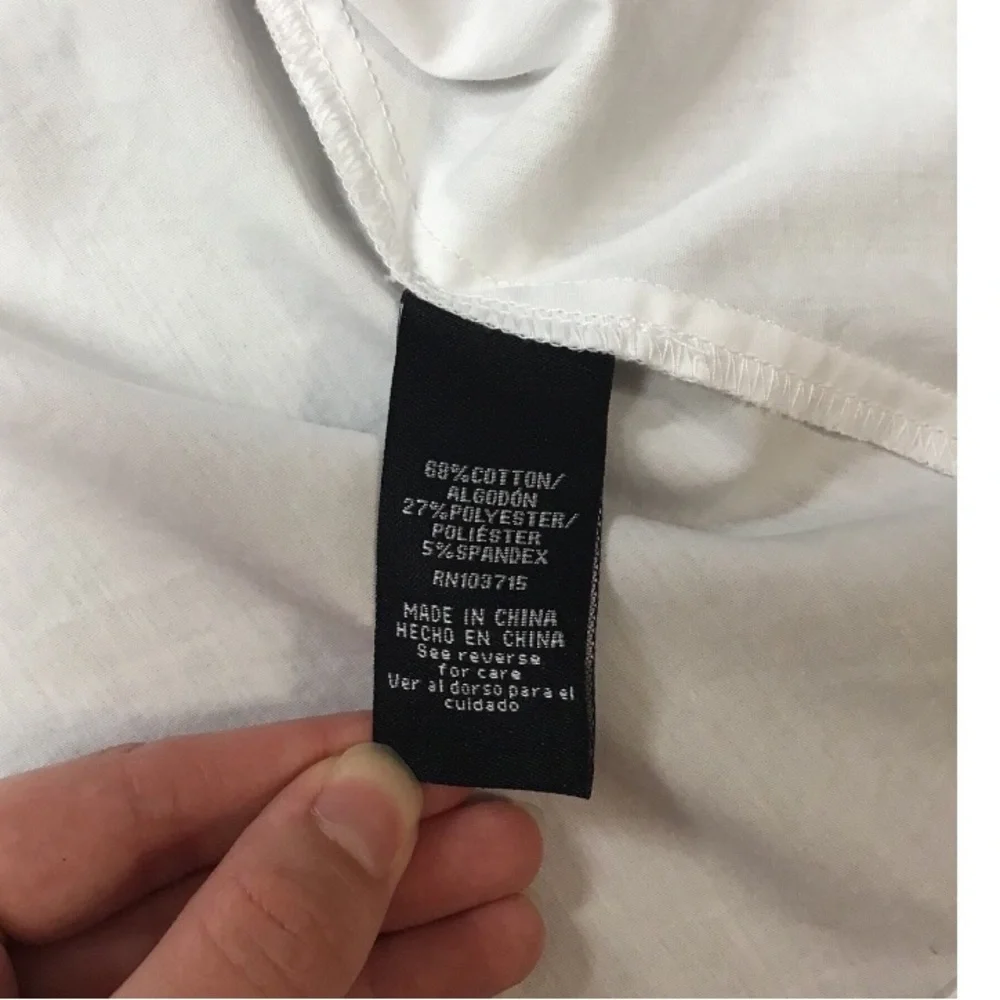 68%COTTON/
ALGODÓN
27%POLYESTER/
POLIÉSTER
5%SPANDEX
RN103715
MADE IN CHINA
HECHO EN CHINA
See reverse
for care
Ver al dorso para el
cuidado